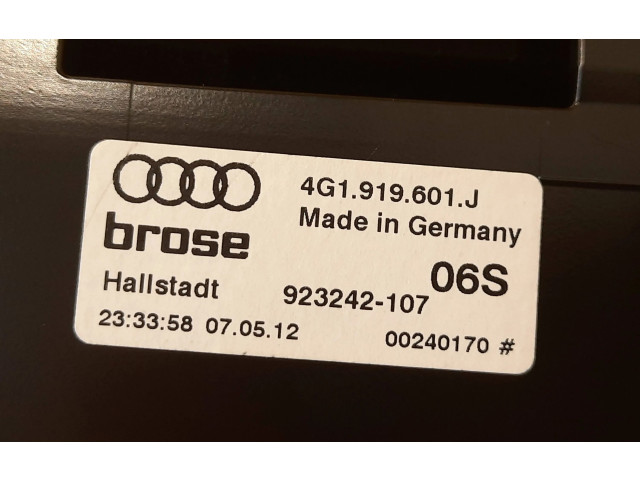 4G1.919.601.J
brose
Made in Germany
06S
Hallstadt
923242-107
23:33:58 07.05.12
00240170 #